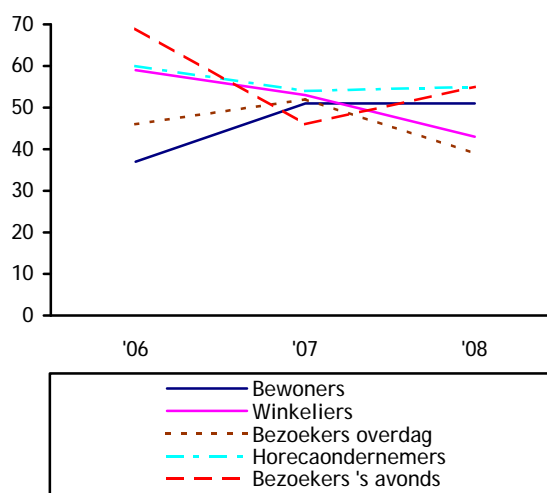 70
60
50
40
30
20
10
0
'06 '07 '08
Bewoners
Winkeliers
Bezoekers overdag
Horecaondernemers
Bezoekers 's avonds